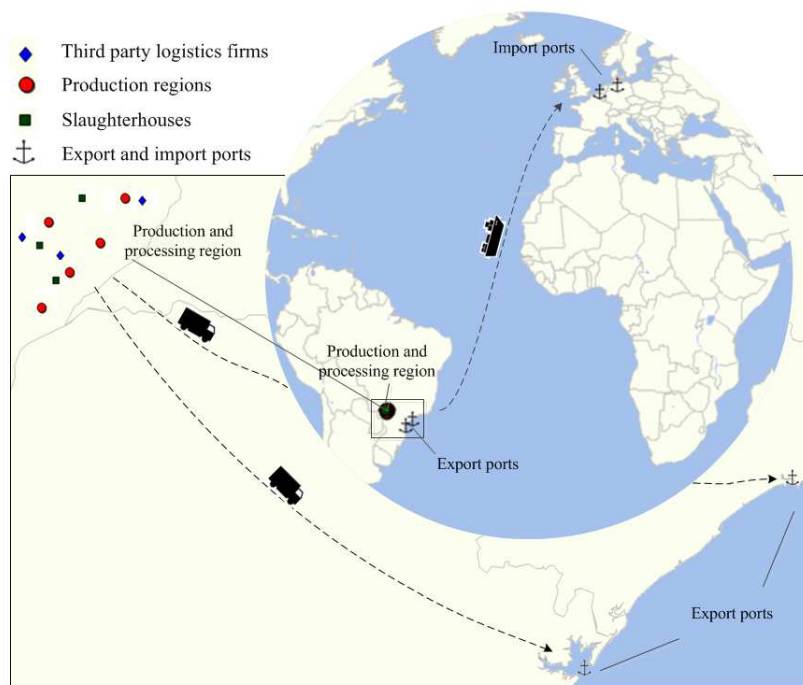 Third party logistics firms
Production regions
Slaughterhouses
Export and import ports
Import ports
Production and
processing region
Production and
processing region
Export ports
Export ports